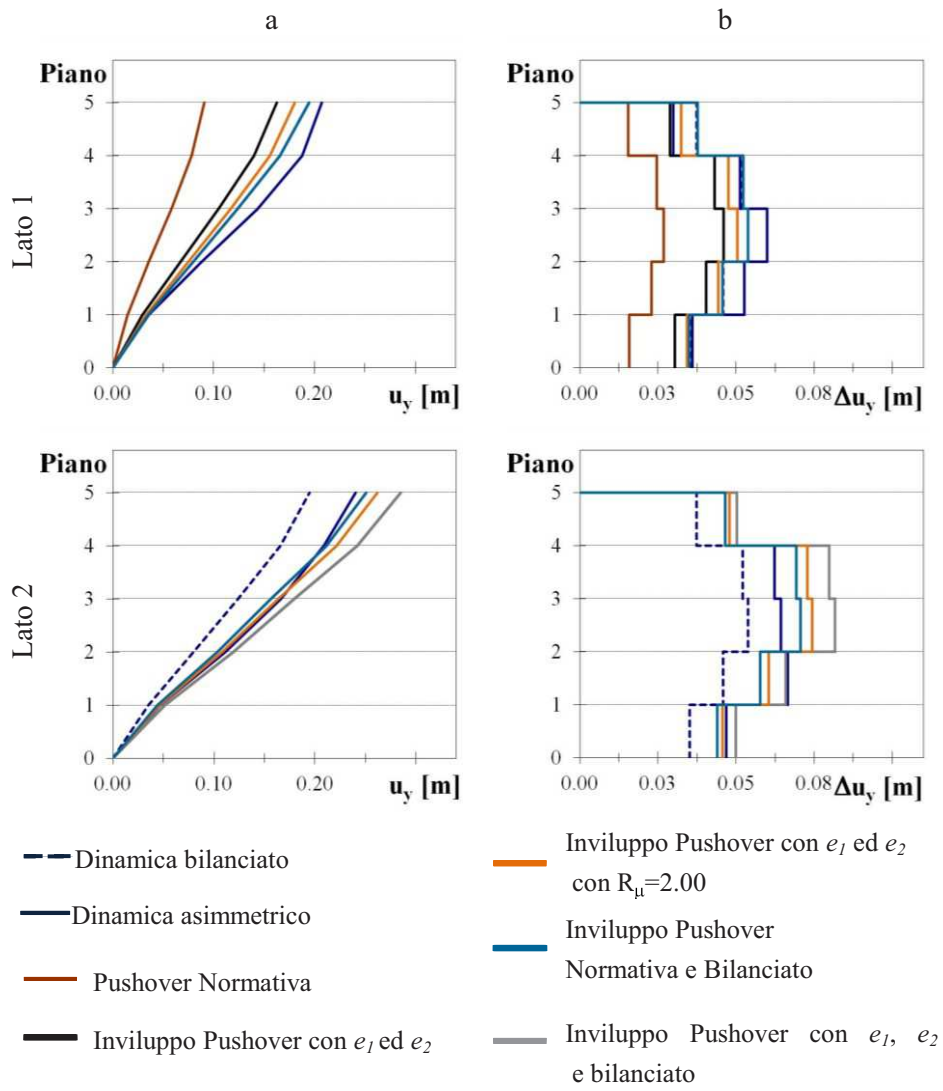 a
b
Piano
5
4
3
2
1
0
0.00
0.10
0.20
u_y [m]
Lato 1
Piano
5
4
3
2
1
0
0.00
0.03
0.05
0.08
Δu_y [m]
Piano
5
4
3
2
1
0
0.00
0.10
0.20
u_y [m]
Lato 2
Piano
5
4
3
2
1
0
0.00
0.03
0.05
0.08
Δu_y [m]
Dinamica bilanciato
Dinamica asimmetrico
Pushover Normativa
Inviluppo Pushover con e₁ ed e₂
Inviluppo Pushover con e₁ ed e₂
con R_μ=2.00
Inviluppo Pushover
Normativa e Bilanciato
Inviluppo Pushover con e₁, e₂
e bilanciato